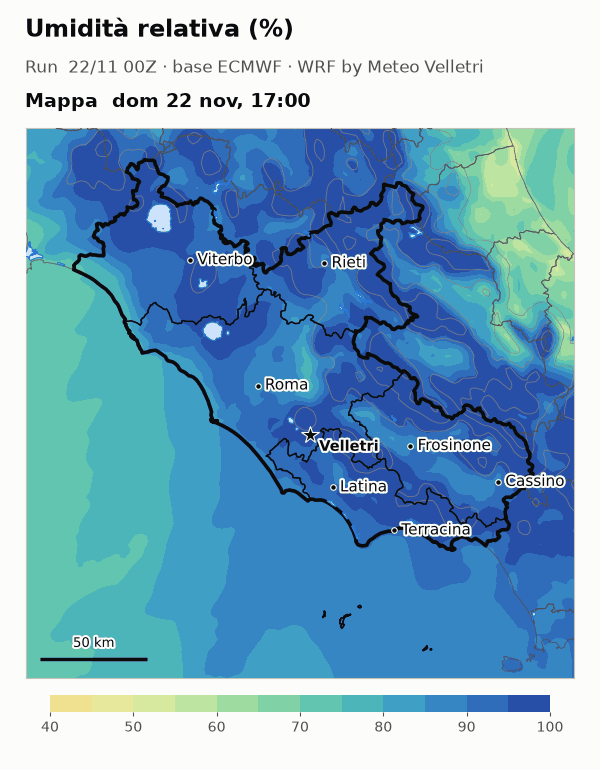 Umidità relativa (%)
Run  22/11 00Z · base ECMWF · WRF by Meteo Velletri
Mappa  dom 22 nov, 17:00
Viterbo
Rieti
Roma
Velletri
Frosinone
Latina
Cassino
Terracina
50 km
40 50 60 70 80 90 100